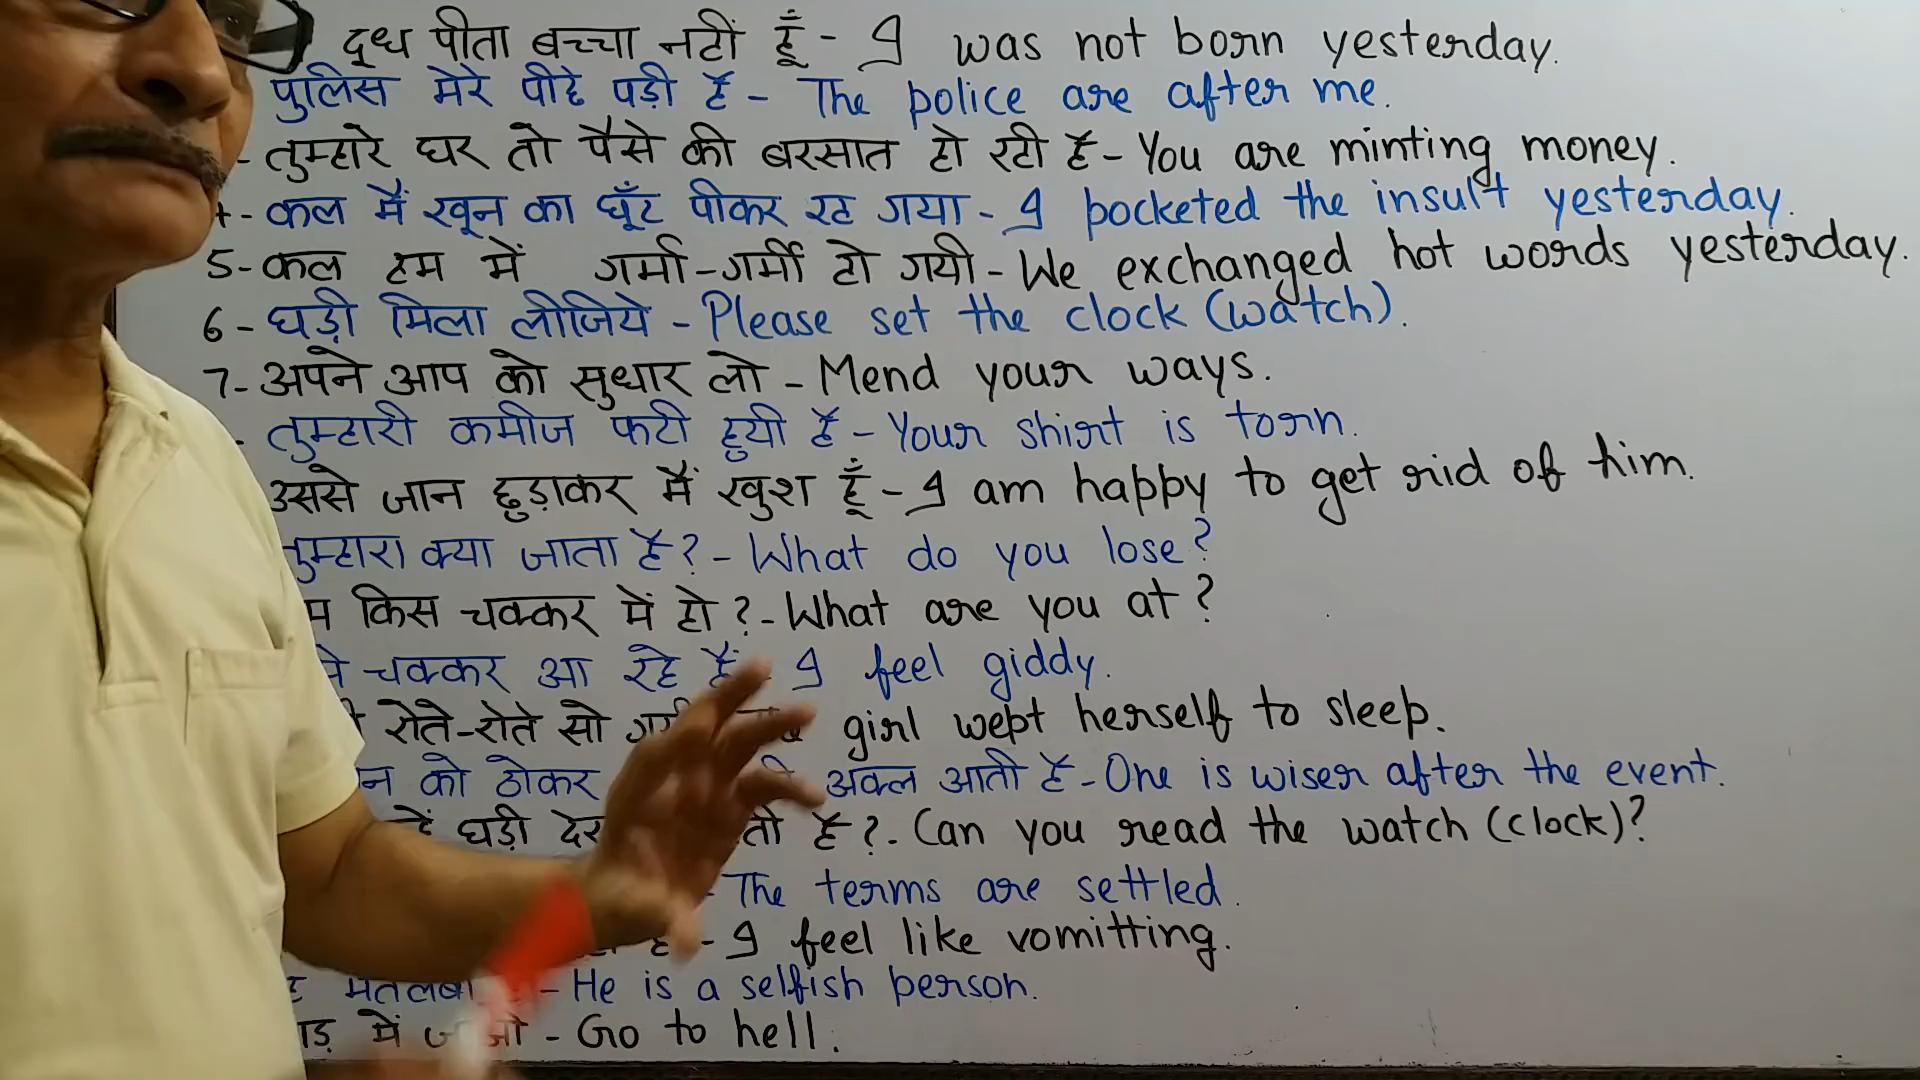 दूध पीता बच्चा नहीं हूँ - I was not born yesterday.
पुलिस मेरे पीछे पड़ी है - The police are after me.
- तुम्हारे घर तो पैसे की बरसात हो रही है - You are minting money.
- कल मैं खून का घूँट पीकर रह गया - I pocketed the insult yesterday.
5- कल हम में गर्मा-गर्मी हो गयी - We exchanged hot words yesterday.
6- घड़ी मिला लीजिये - Please set the clock (watch).
7- अपने आप को सुधार लो - Mend your ways.
- तुम्हारी कमीज फटी हुयी है - Your shirt is torn.
उससे जान छुड़ाकर मैं खुश हूँ - I am happy to get rid of him.
तुम्हारा क्या जाता है? - What do you lose?
किस चक्कर में हो? - What are you at?
चक्कर आ रहे हैं - I feel giddy.
रोते-रोते सो girl wept herself to sleep.
को ठोकर अक्ल आती है - One is wiser after the event.
घड़ी है? - Can you read the watch (clock)?
- The terms are settled.
है - I feel like vomitting.
- He is a selfish person.
में - Go to hell.